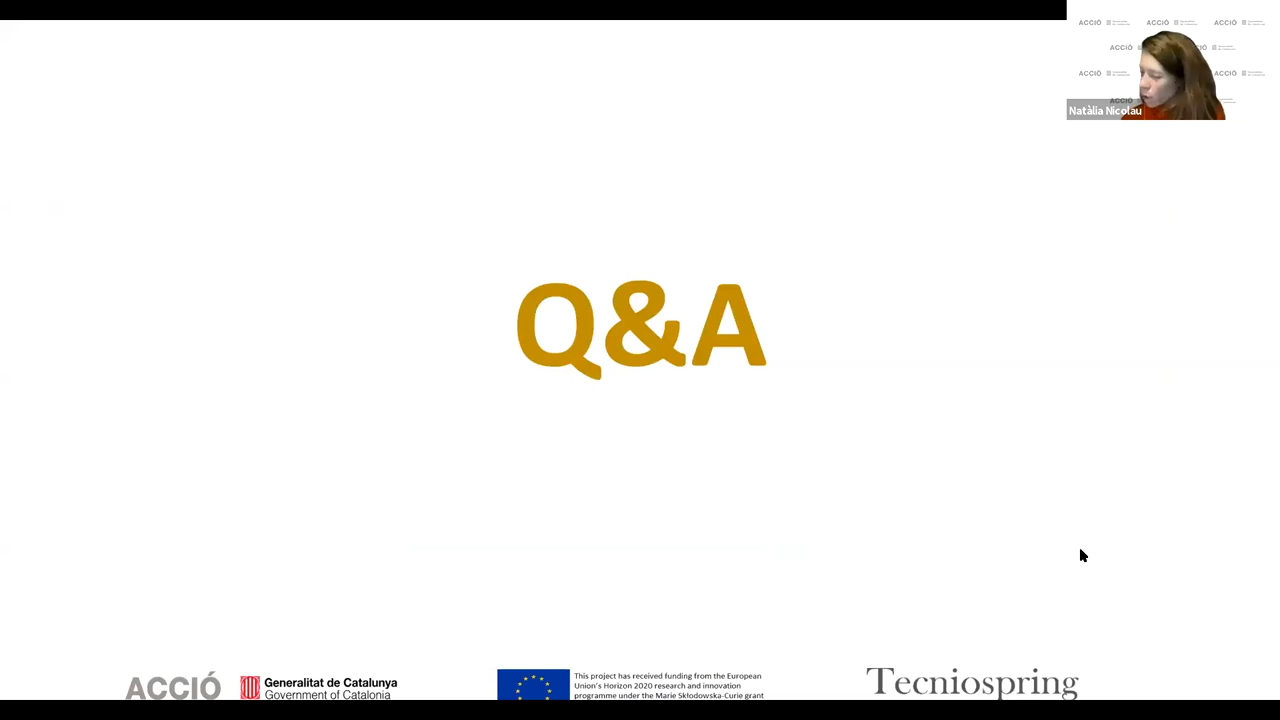 ACCIÓ ACCIÓ ACCIÓ
ACCIÓ
ACCIÓ ACCIÓ
ACCIÓ
Natàlia Nicolau
Q&A
ACCIÓ
Generalitat de Catalunya
Government of Catalonia
This project has received funding from the European
Union's Horizon 2020 research and innovation
programme under the Marie Skłodowska-Curie grant
Tecniospring